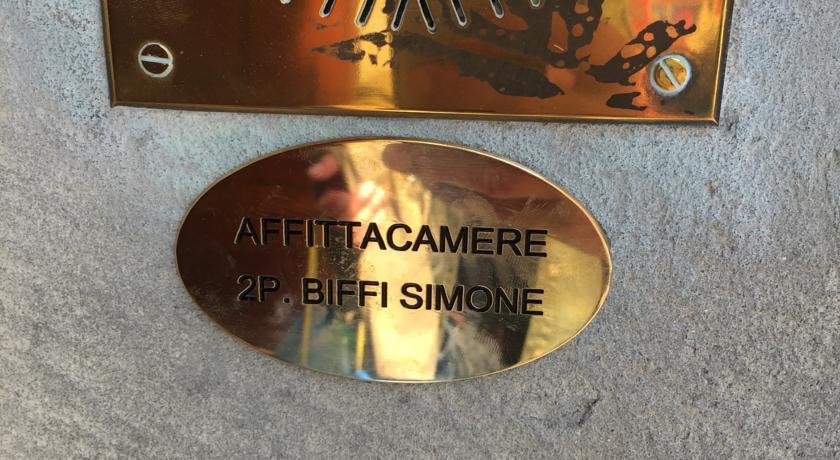 AFFITTACAMERE
2P. BIFFI SIMONE